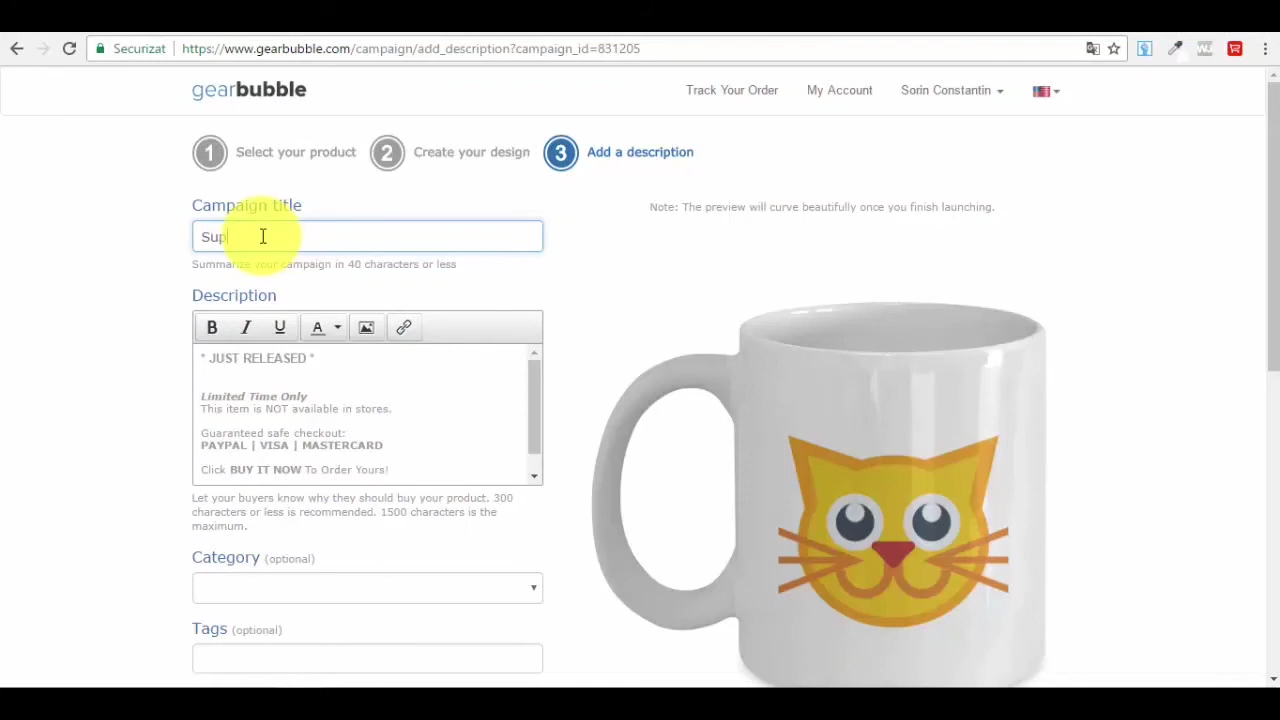 Securizat
https://www.gearbubble.com/campaign/add_description?campaign_id=831205
gearbubble
Track Your Order
My Account
Sorin Constantin
1 Select your product
2 Create your design
3 Add a description
Campaign title
Note: The preview will curve beautifully once you finish launching.
Sup
Summarize your campaign in 40 characters or less
Description
B I U A
* JUST RELEASED *
Limited Time Only
This item is NOT available in stores.
Guaranteed safe checkout:
PAYPAL | VISA | MASTERCARD
Click BUY IT NOW To Order Yours!
Let your buyers know why they should buy your product. 300
characters or less is recommended. 1500 characters is the
maximum.
Category (optional)
Tags (optional)